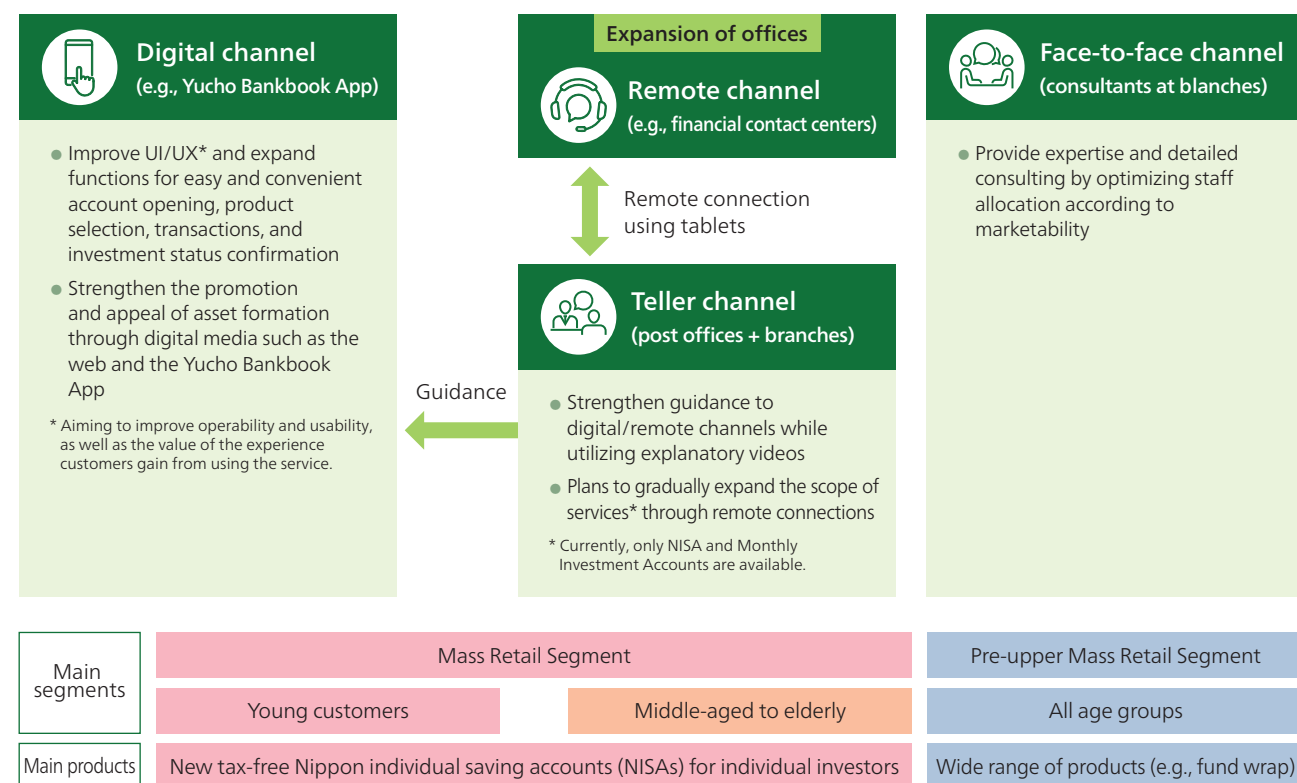 Digital channel
(e.g., Yucho Bankbook App)
● Improve UI/UX* and expand
functions for easy and convenient
account opening, product
selection, transactions, and
investment status confirmation
● Strengthen the promotion
and appeal of asset formation
through digital media such as the
web and the Yucho Bankbook
App
* Aiming to improve operability and usability,
as well as the value of the experience
customers gain from using the service.
Expansion of offices
Remote channel
(e.g., financial contact centers)
Remote connection
using tablets
Teller channel
(post offices + branches)
Guidance
● Strengthen guidance to
digital/remote channels while
utilizing explanatory videos
● Plans to gradually expand the scope of
services* through remote connections
* Currently, only NISA and Monthly
Investment Accounts are available.
Face-to-face channel
(consultants at blanches)
● Provide expertise and detailed
consulting by optimizing staff
allocation according to
marketability
Main
segments
Mass Retail Segment
Pre-upper Mass Retail Segment
Young customers
Middle-aged to elderly
All age groups
Main products
New tax-free Nippon individual saving accounts (NISAs) for individual investors
Wide range of products (e.g., fund wrap)